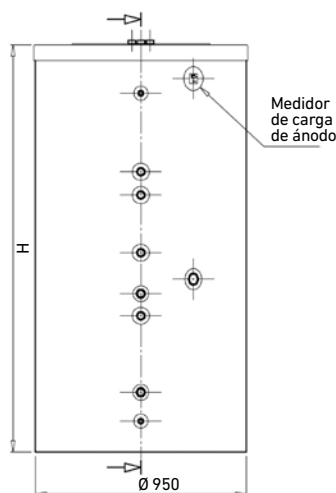 Medidor
de carga
de ánodo
H
Ø 950